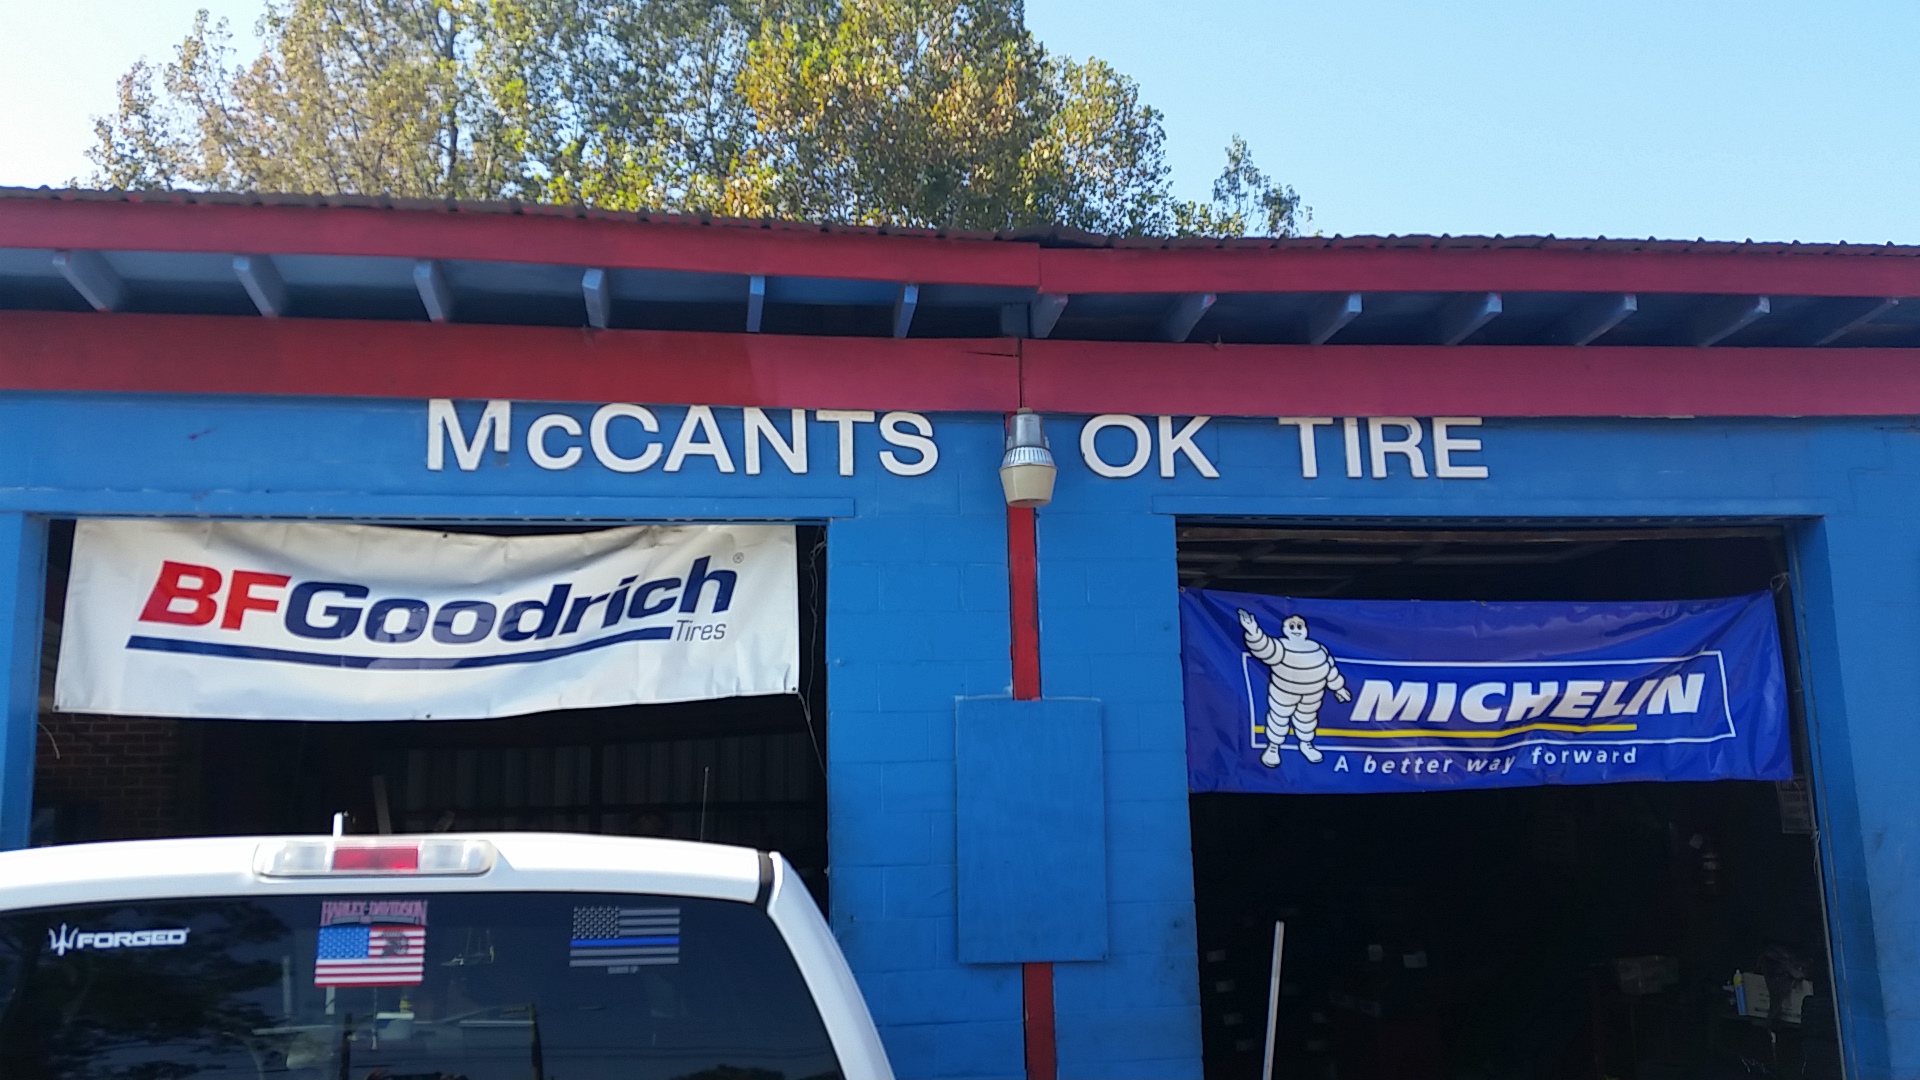 McCANTS OK TIRE
BFGoodrich®
Tires
MICHELIN
A better way forward
FORGED
HARLEY-DAVIDSON